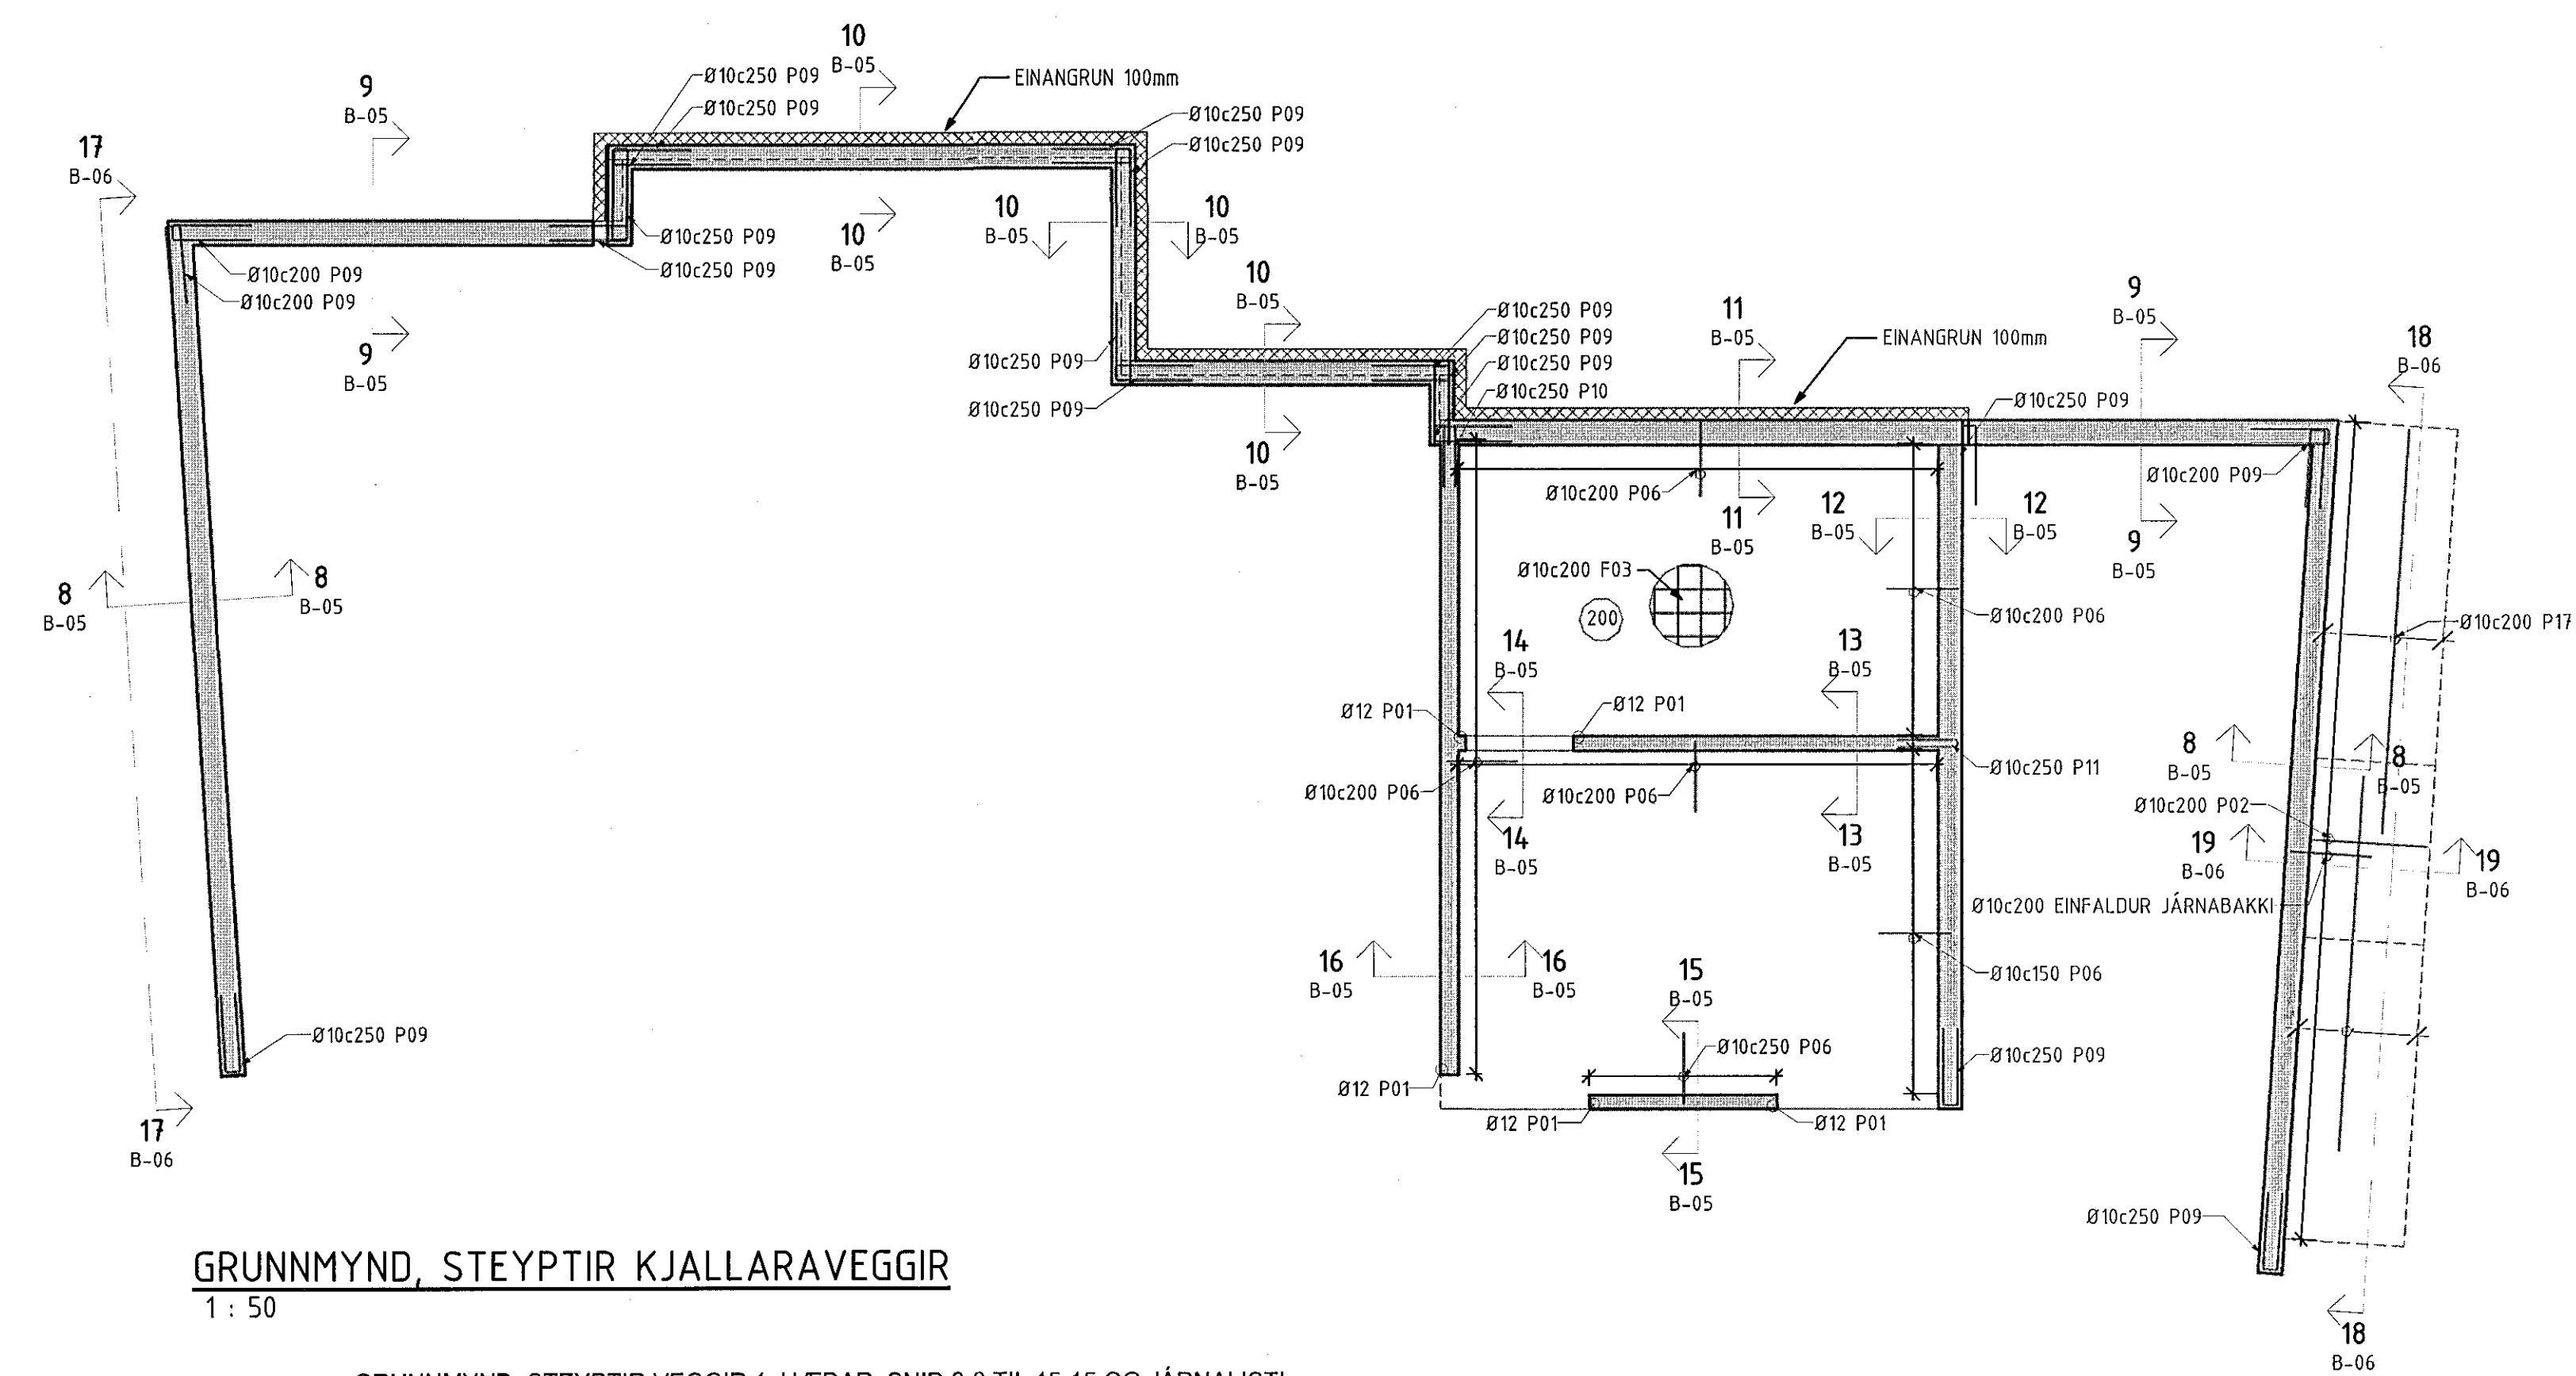 10
B-05
9
B-05
Ø10c250 P09
Ø10c250 P09
EINANGRUN 100mm
Ø10c250 P09
Ø10c250 P09
17
B-06
10
B-05
10
B-05
10
B-05
Ø10c250 P09
Ø10c250 P09
Ø10c200 P09
Ø10c200 P09
9
B-05
10
B-05
Ø10c250 P09
Ø10c250 P09
Ø10c250 P09
Ø10c250 P10
Ø10c250 P09
Ø10c250 P09
10
B-05
11
B-05
EINANGRUN 100mm
9
B-05
18
B-06
Ø10c250 P09
Ø10c200 P09
Ø10c200 P06
11
B-05
12
B-05
12
B-05
9
B-05
8
B-05
8
B-05
Ø10c200 F03
200
Ø10c200 P06
Ø10c200 P17
14
B-05
13
B-05
Ø12 P01
Ø12 P01
Ø10c250 P11
8
B-05
8
B-05
Ø10c200 P06
Ø10c200 P06
Ø10c200 P02
14
B-05
13
B-05
19
B-06
19
B-06
Ø10c200 EINFALDUR JÁRNABAKKI
16
B-05
16
B-05
15
B-05
Ø10c150 P06
Ø10c250 P09
Ø10c250 P06
Ø10c250 P09
Ø12 P01
Ø12 P01
Ø12 P01
17
B-06
15
B-05
Ø10c250 P09
GRUNNMYND, STEYPTIR KJALLARAVEGGIR
1 : 50
18
B-06